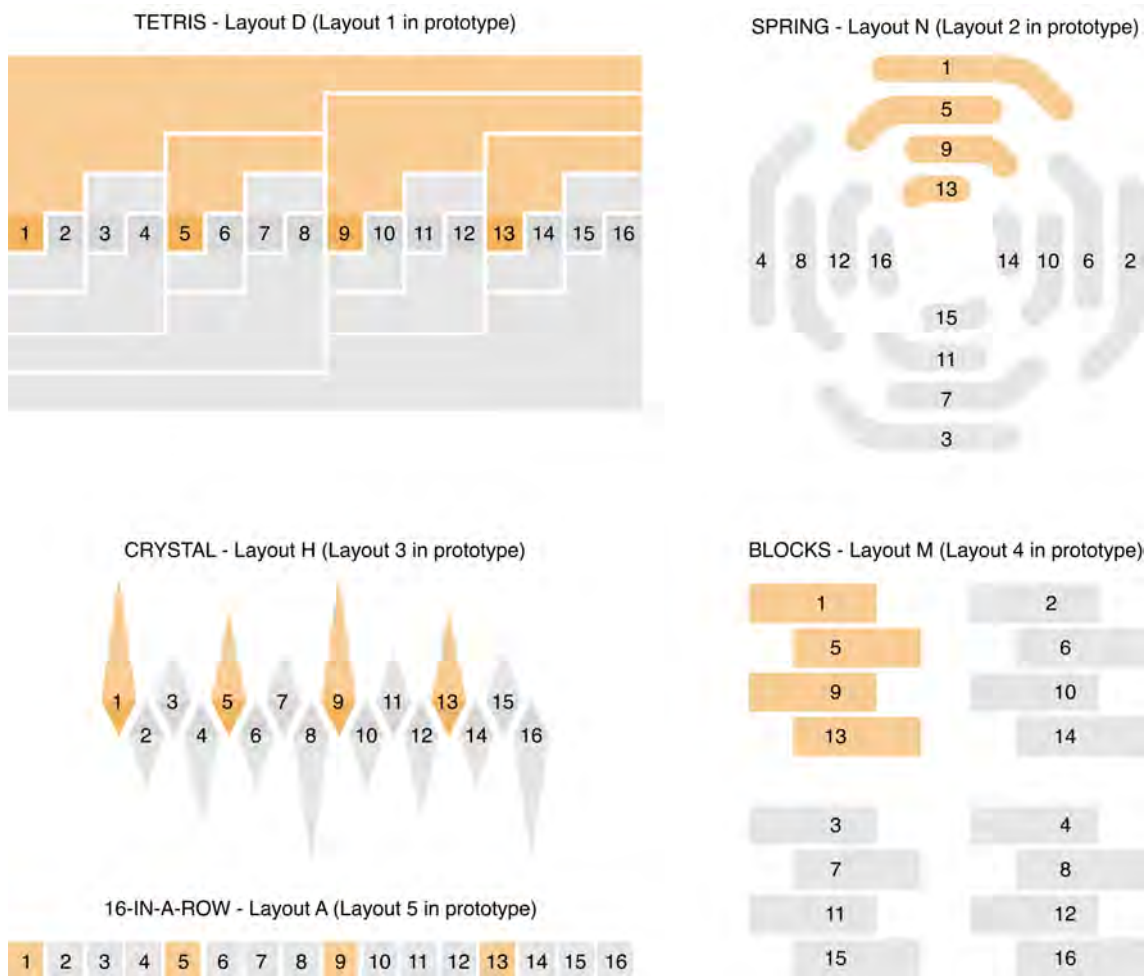 TETRIS - Layout D (Layout 1 in prototype)
1 2 3 4 5 6 7 8 9 10 11 12 13 14 15 16
SPRING - Layout N (Layout 2 in prototype)
1
5
9
13
4 8 12 16 14 10 6 2
15
11
7
3
CRYSTAL - Layout H (Layout 3 in prototype)
1 3 5 7 9 11 13 15
2 4 6 8 10 12 14 16
BLOCKS - Layout M (Layout 4 in prototype)
1 2
5 6
9 10
13 14
3 4
7 8
11 12
15 16
16-IN-A-ROW - Layout A (Layout 5 in prototype)
1 2 3 4 5 6 7 8 9 10 11 12 13 14 15 16